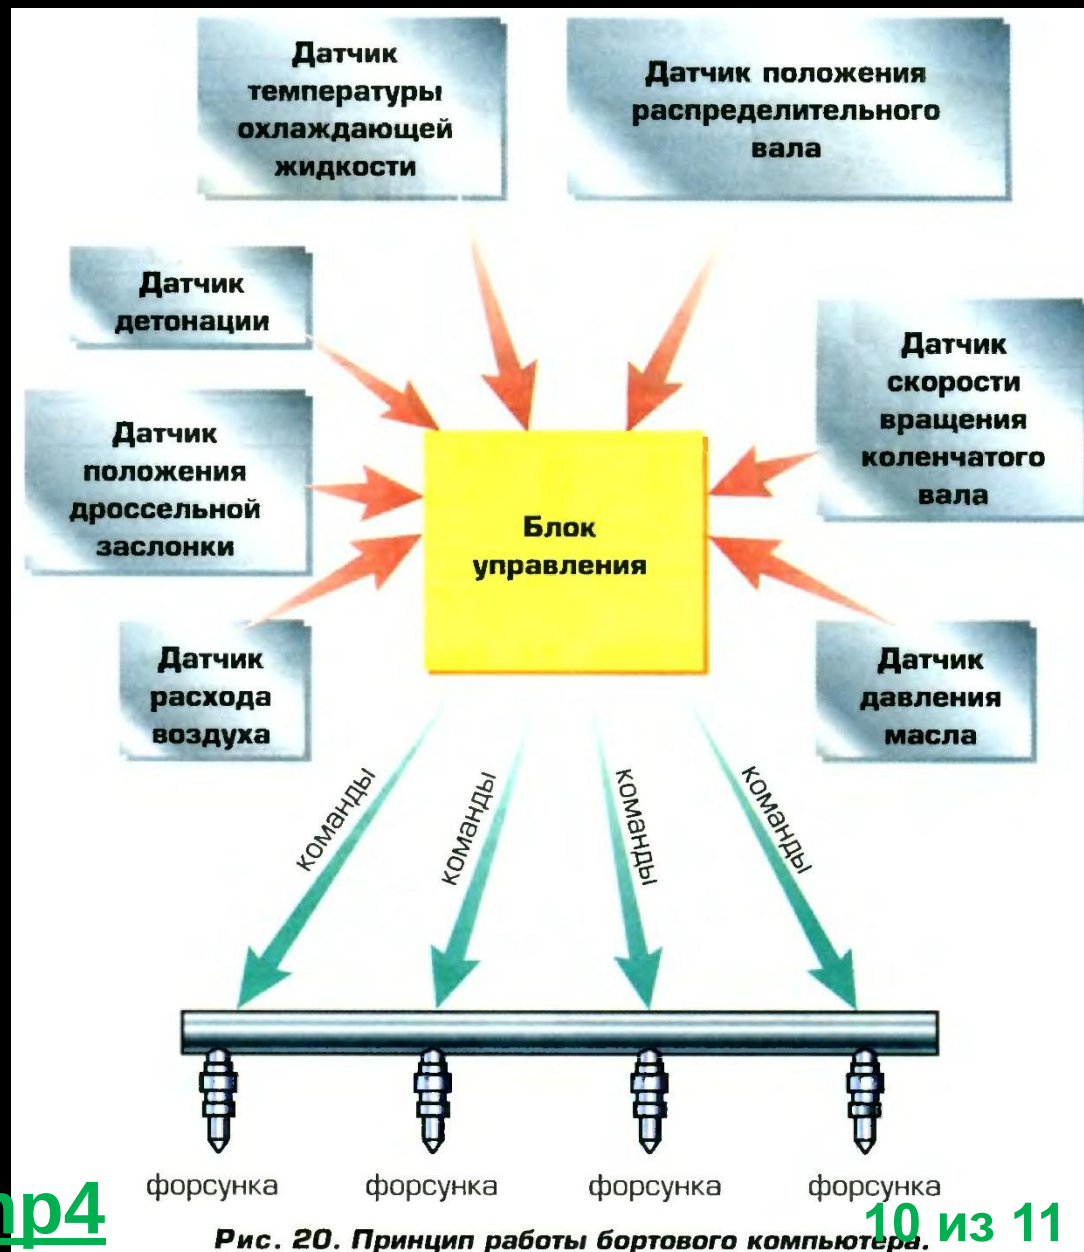 Датчик
температуры
охлаждающей
жидкости
Датчик положения
распределительного
вала
Датчик
детонации
Датчик
скорости
вращения
коленчатого
вала
Датчик
положения
дроссельной
заслонки
Блок
управления
Датчик
расхода
воздуха
Датчик
давления
масла
команды
команды
команды
команды
форсунка
форсунка
форсунка
форсунка
mp4
10 из 11
Рис. 20. Принцип работы бортового компьютера.